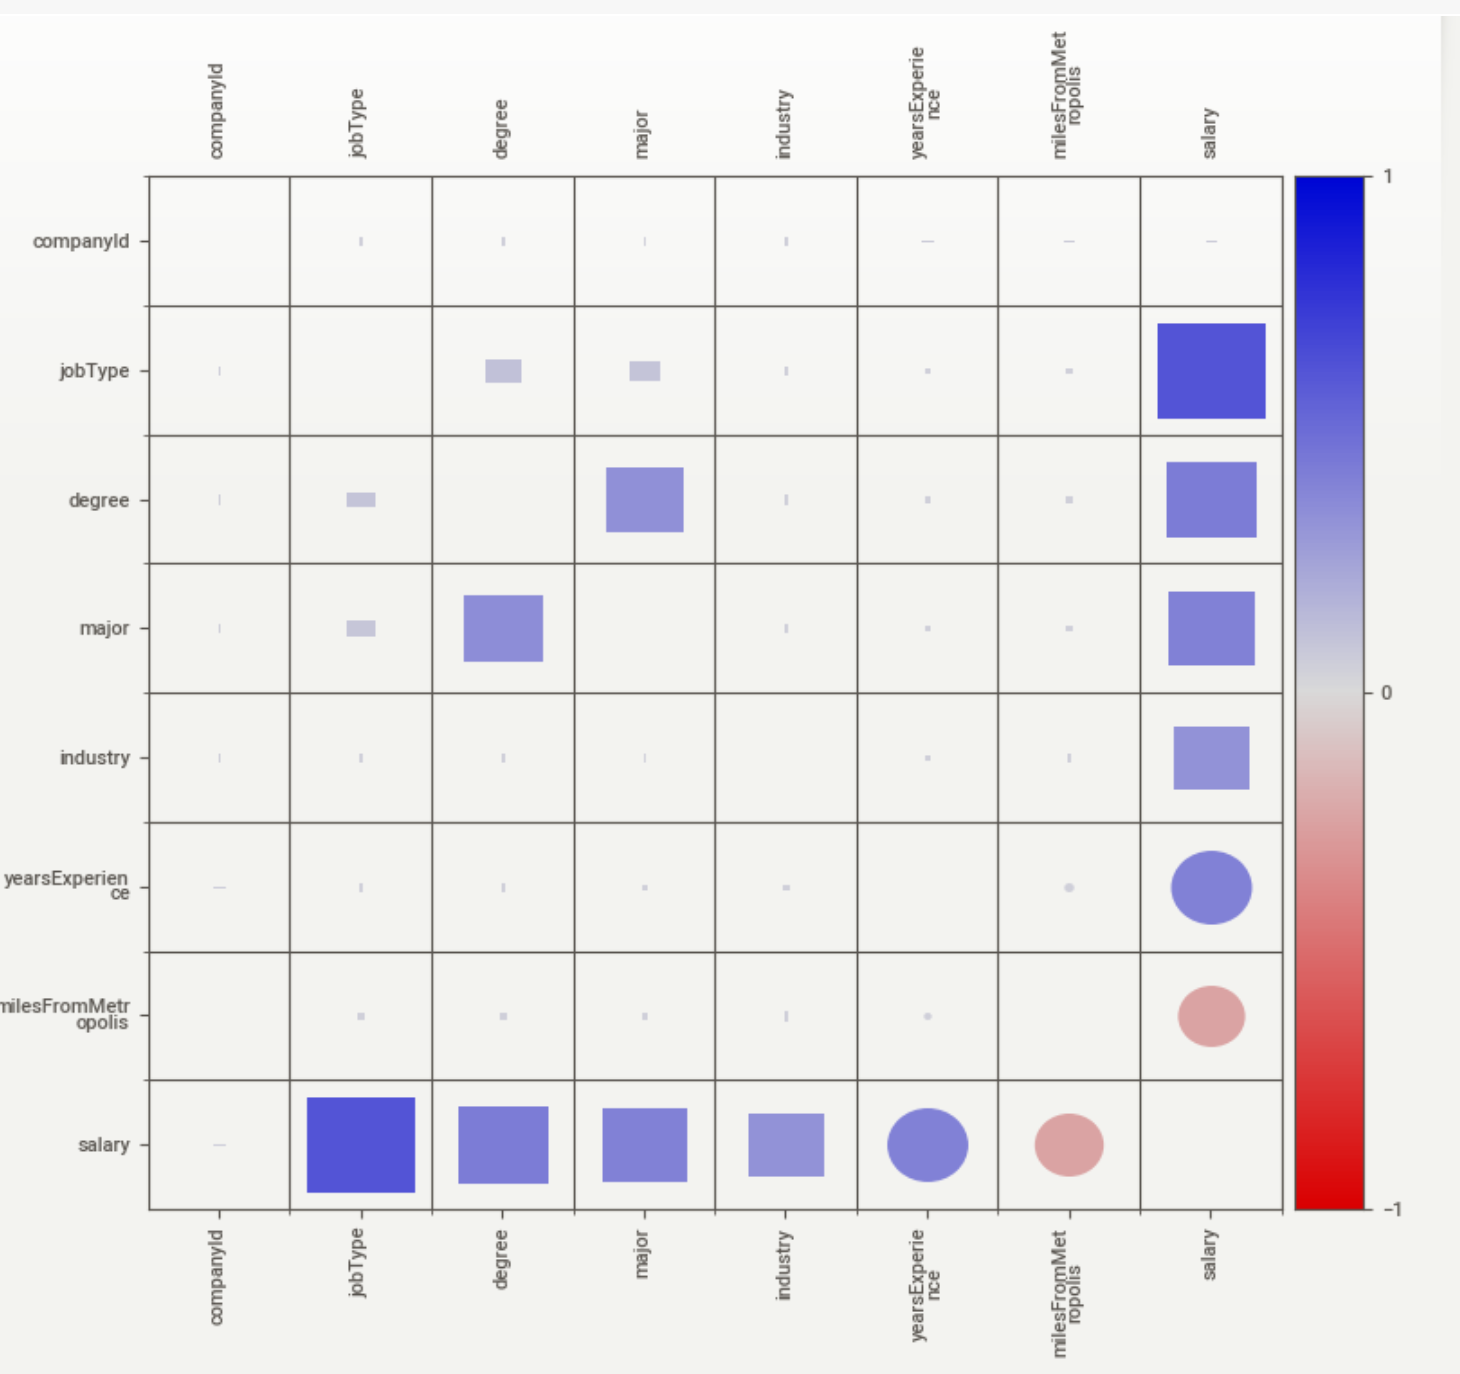 companyId
jobType
degree
major
industry
yearsExperie
nce
milesFromMet
ropolis
salary
1
companyId
jobType
degree
major
0
industry
yearsExperien
ce
milesFromMetr
opolis
salary
-1
companyId
jobType
degree
major
industry
yearsExperie
nce
milesFromMet
ropolis
salary